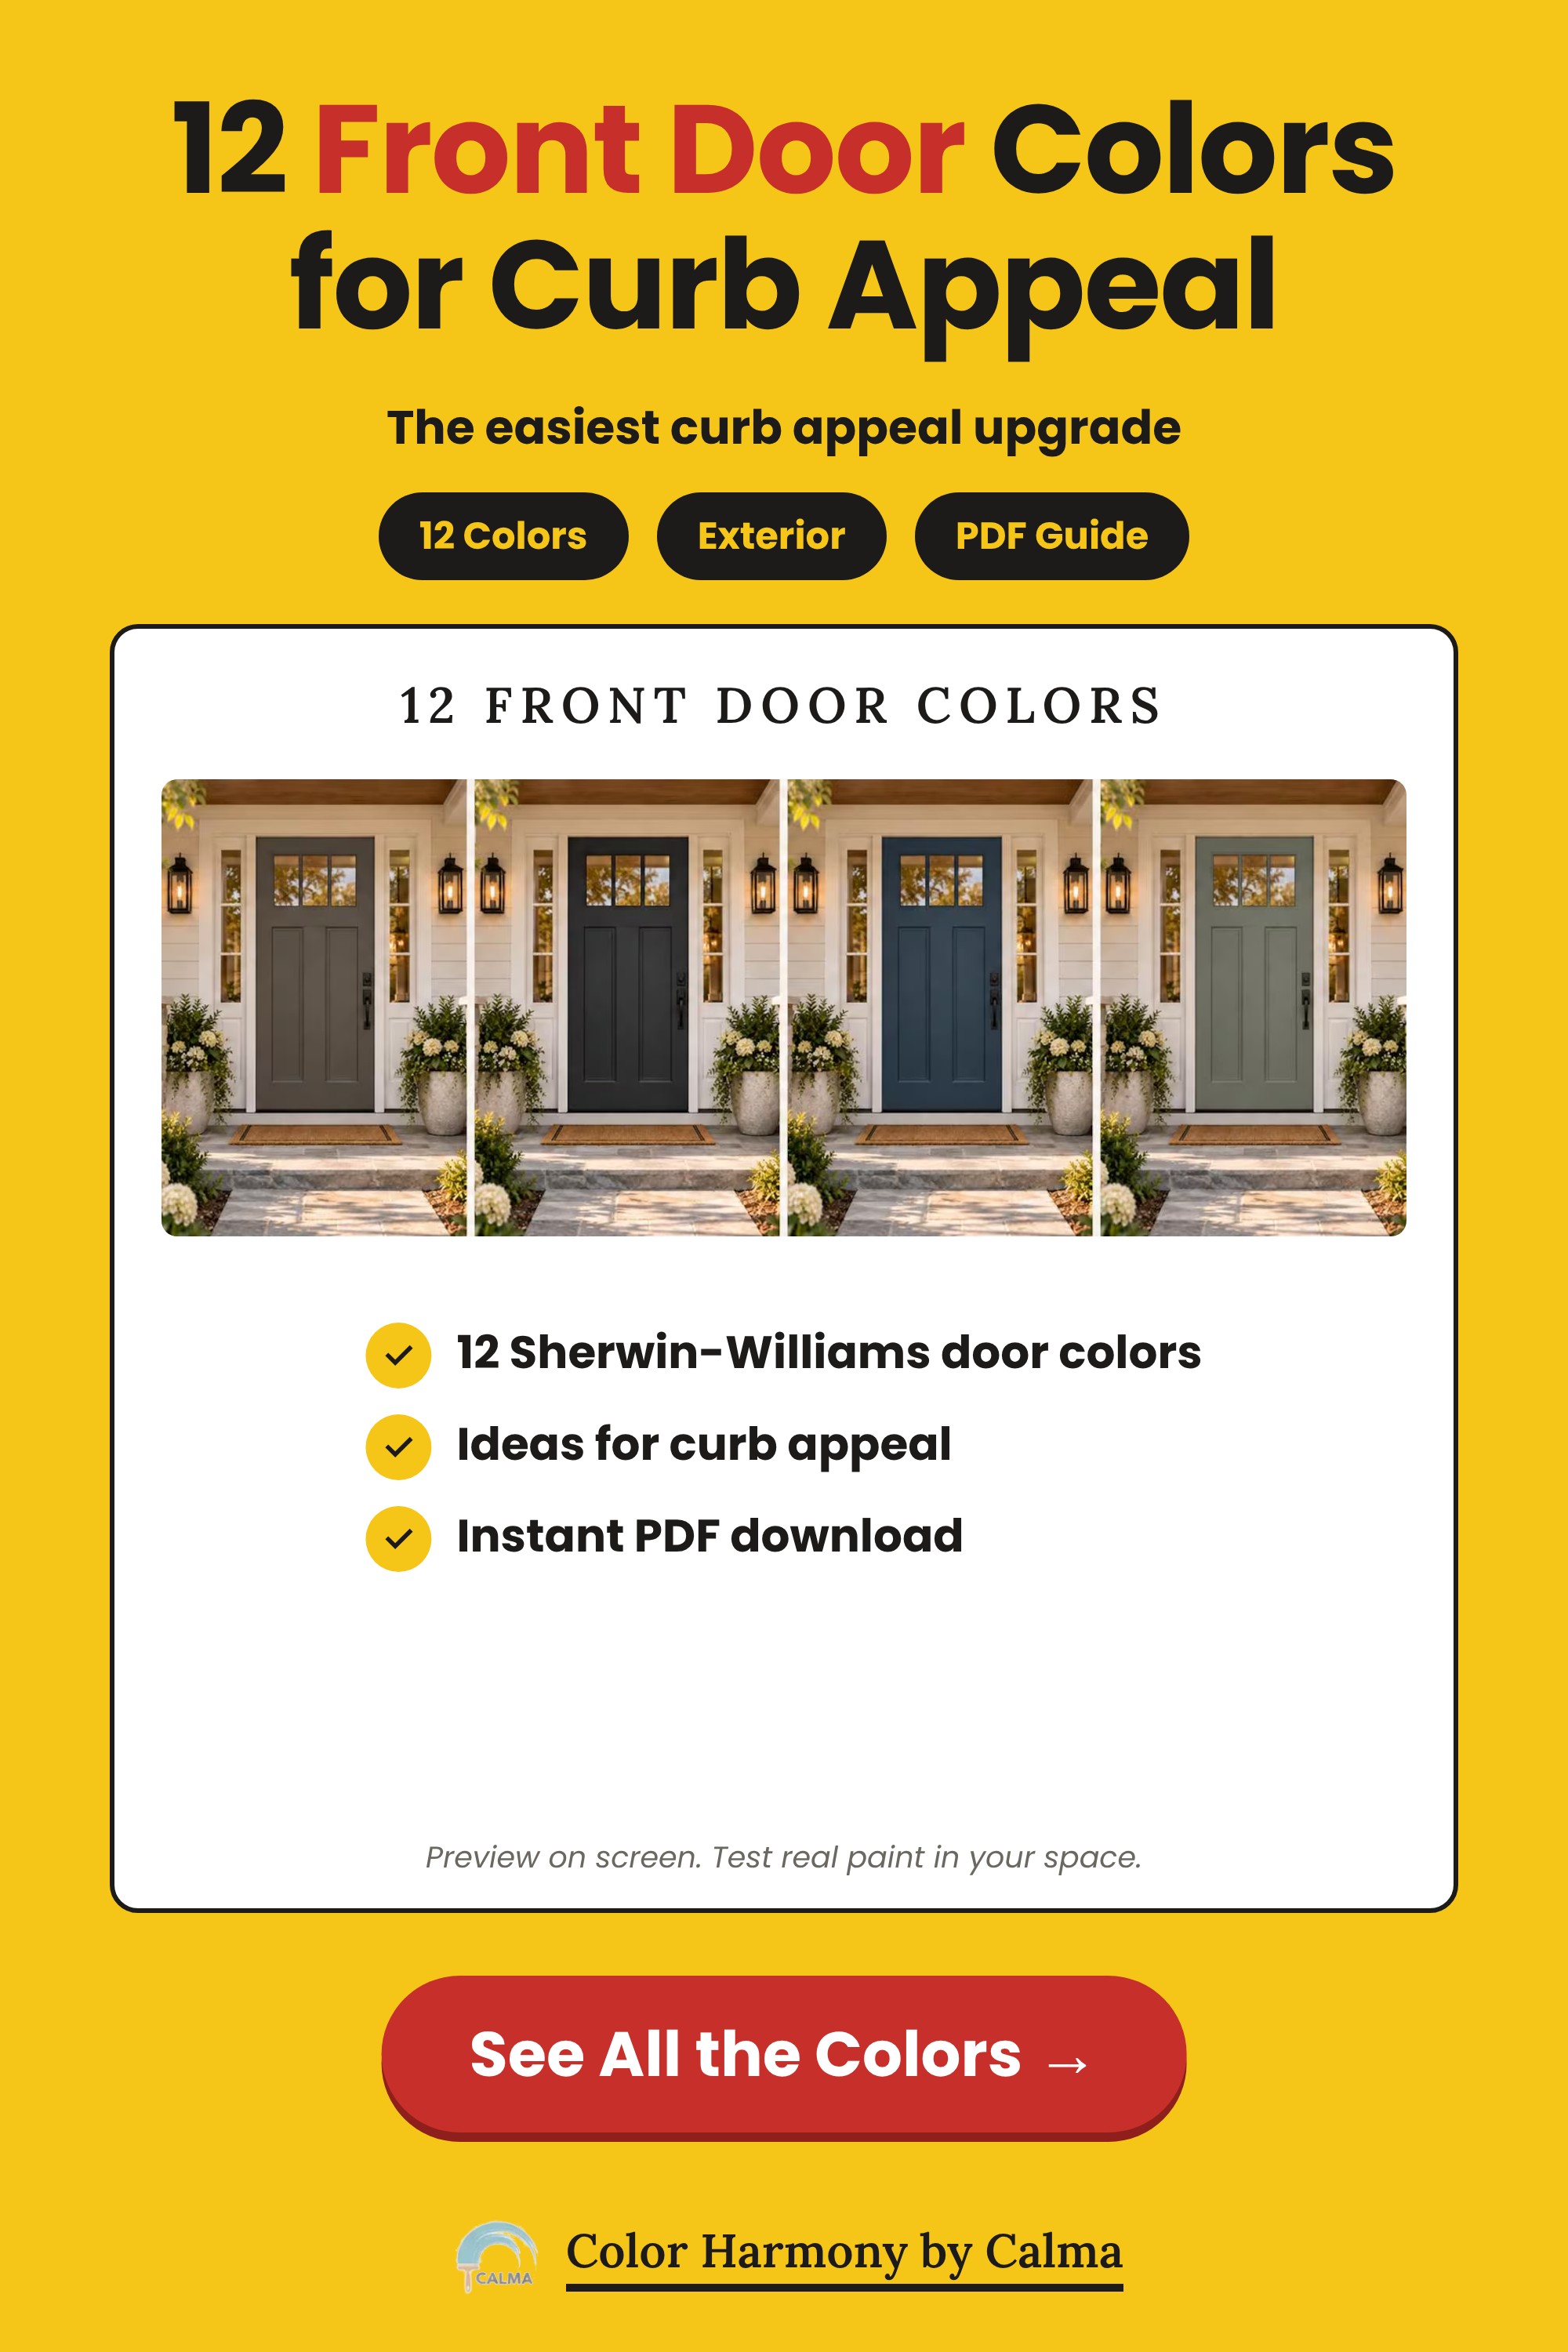 12 Front Door Colors
for Curb Appeal
The easiest curb appeal upgrade
12 Colors
Exterior
PDF Guide
12 FRONT DOOR COLORS
12 Sherwin-Williams door colors
Ideas for curb appeal
Instant PDF download
Preview on screen. Test real paint in your space.
See All the Colors →
CALMA
Color Harmony by Calma